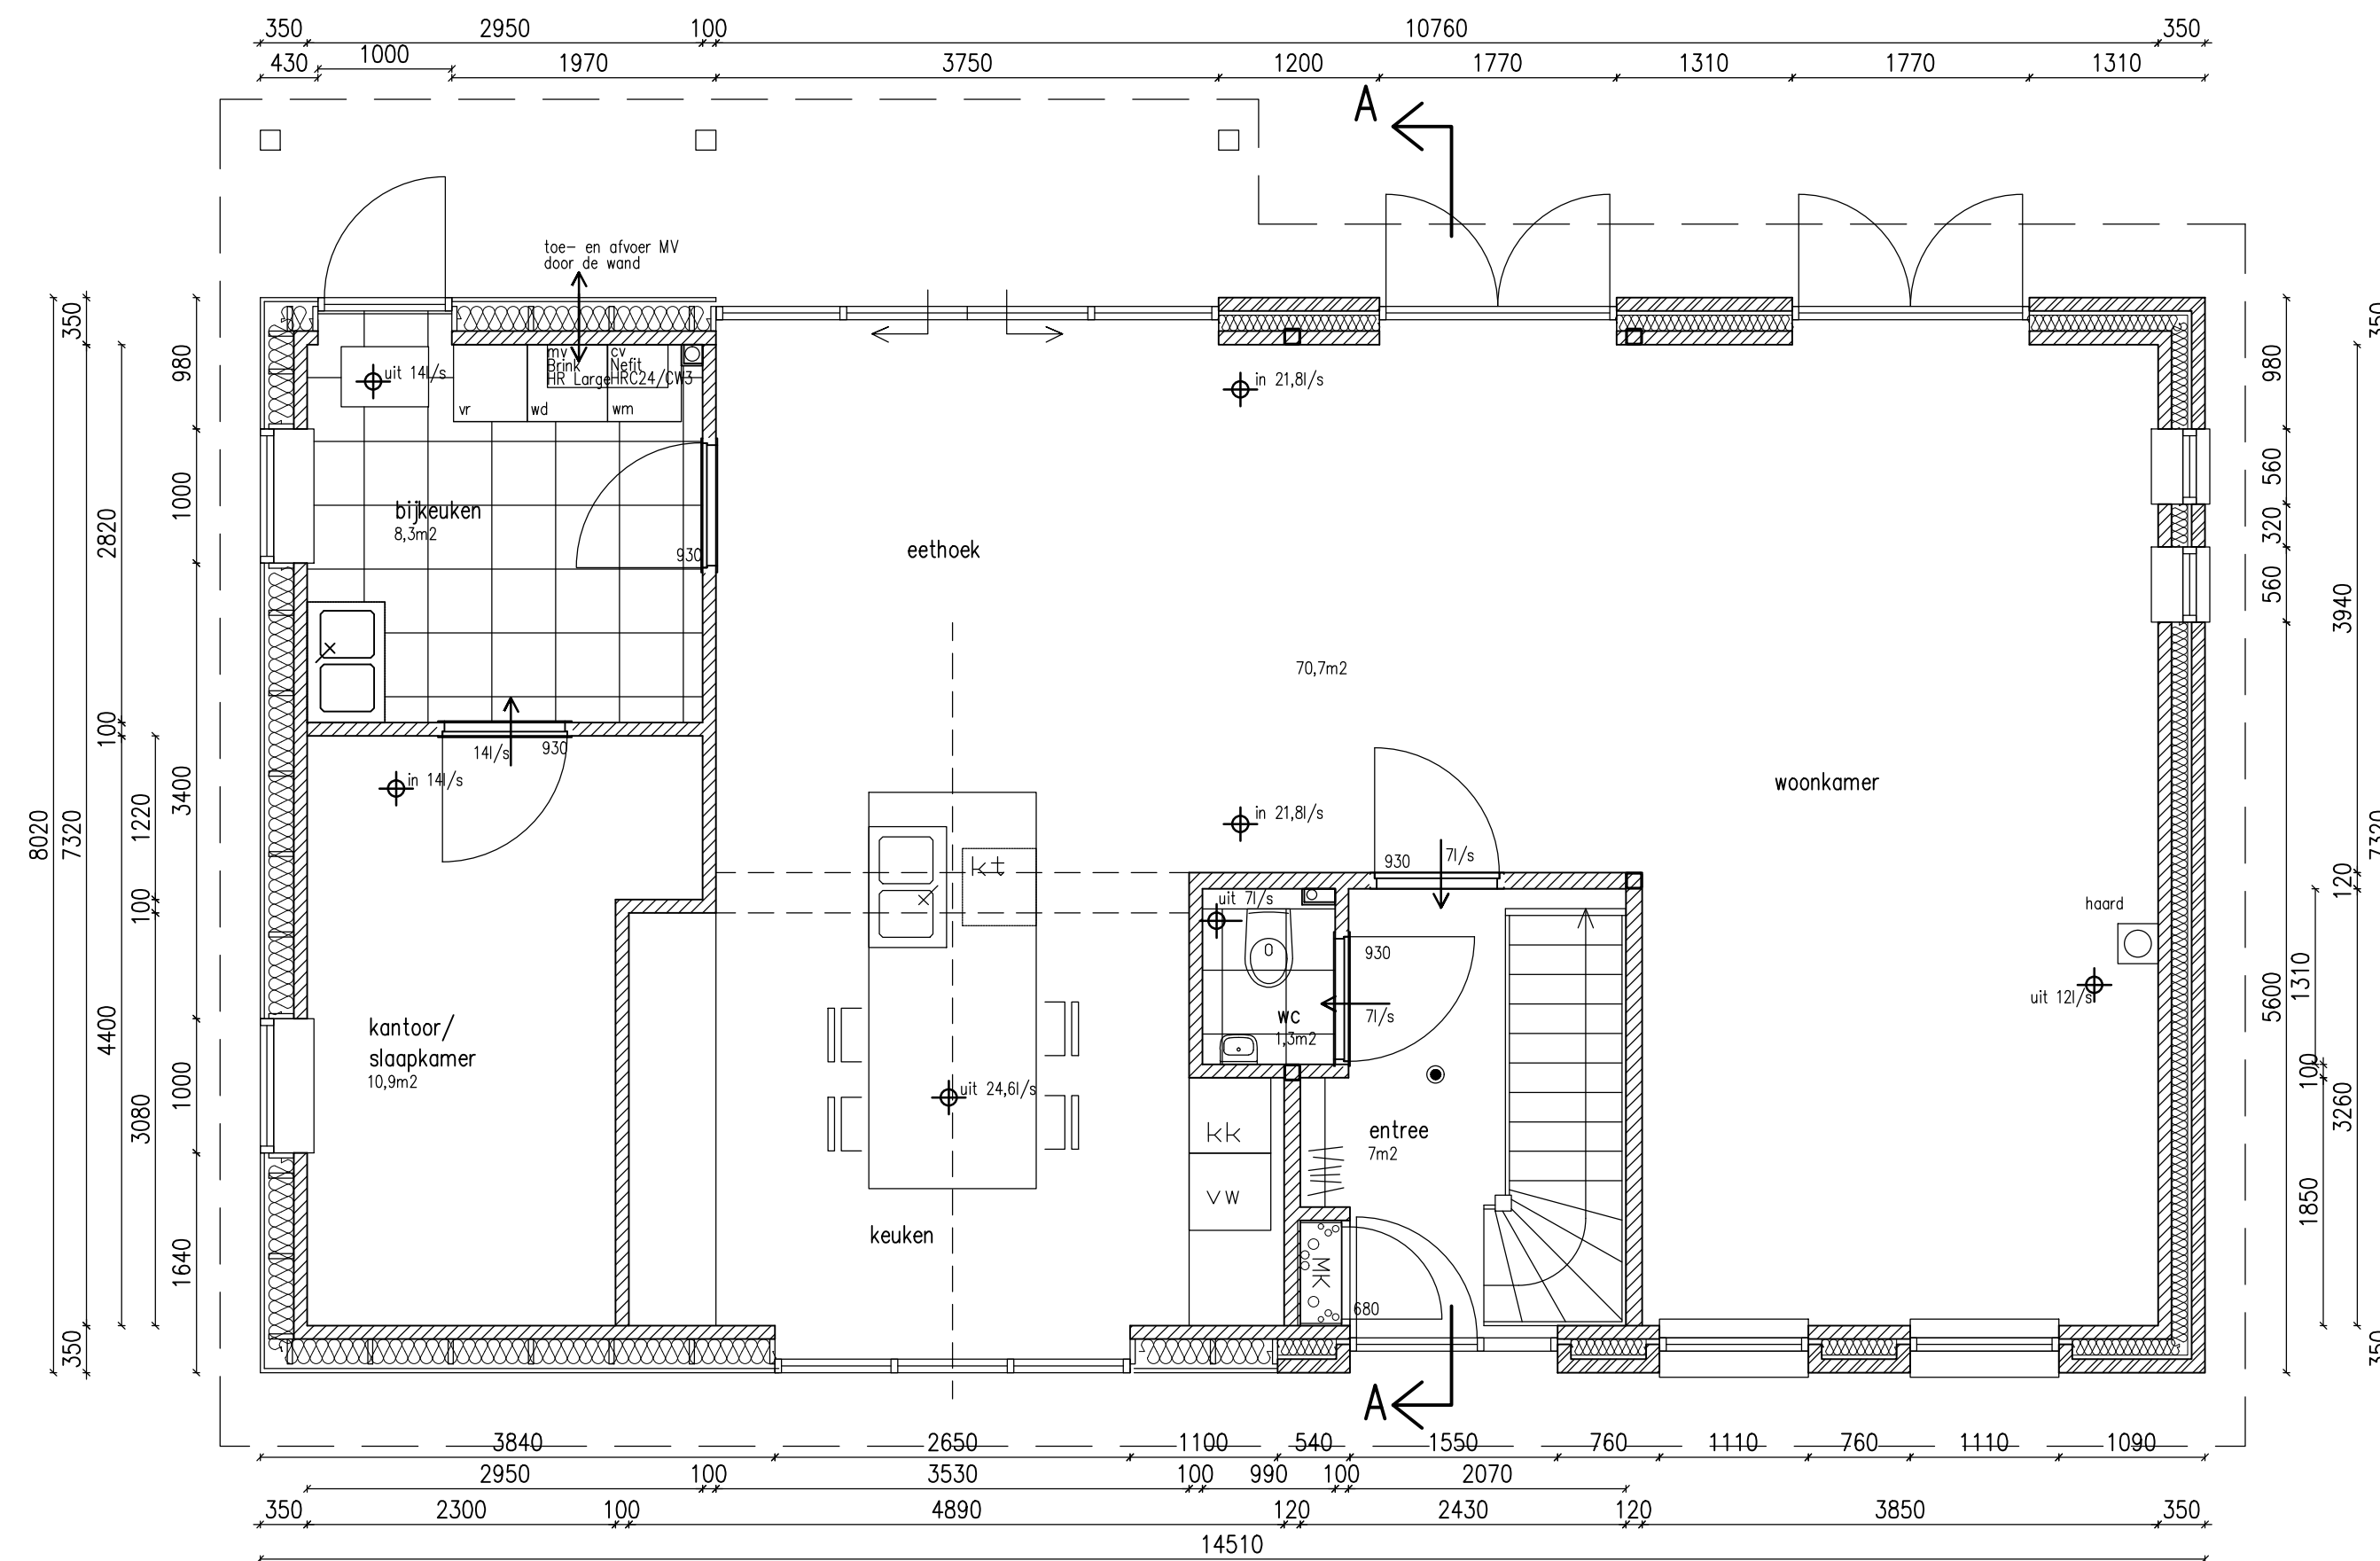 350 2950 100 10760 350
430 1000 1970 3750 1200 1770 1310 1770 1310
A
toe- en afvoer MV
door de wand
mv
Brink
HR Large
cv
Nefit
HRC24/CW3
uit 14l/s
vr wd wm
in 21,8l/s
bijkeuken
8,3m2
930
eethoek
70,7m2
14l/s 930
in 14l/s
woonkamer
in 21,8l/s
kt
930 7l/s
uit 7l/s
haard
930
uit 12l/s
7l/s
wc
1,3m2
kantoor/
slaapkamer
10,9m2
uit 24,6l/s
kk
entree
7m2
vw
keuken
MK
680
A
8020
350 7320 350
2820 100 4400
1220 100 3080
980 1000 3400 1000 1640
980 560 320 560 5600
1310 100 1850
3940 120 3260
350 7320 350
3840 2650 1100 540 1550 760 1110 760 1110 1090
2950 100 3530 100 990 100 2070
350 2300 100 4890 120 2430 120 3850 350
14510